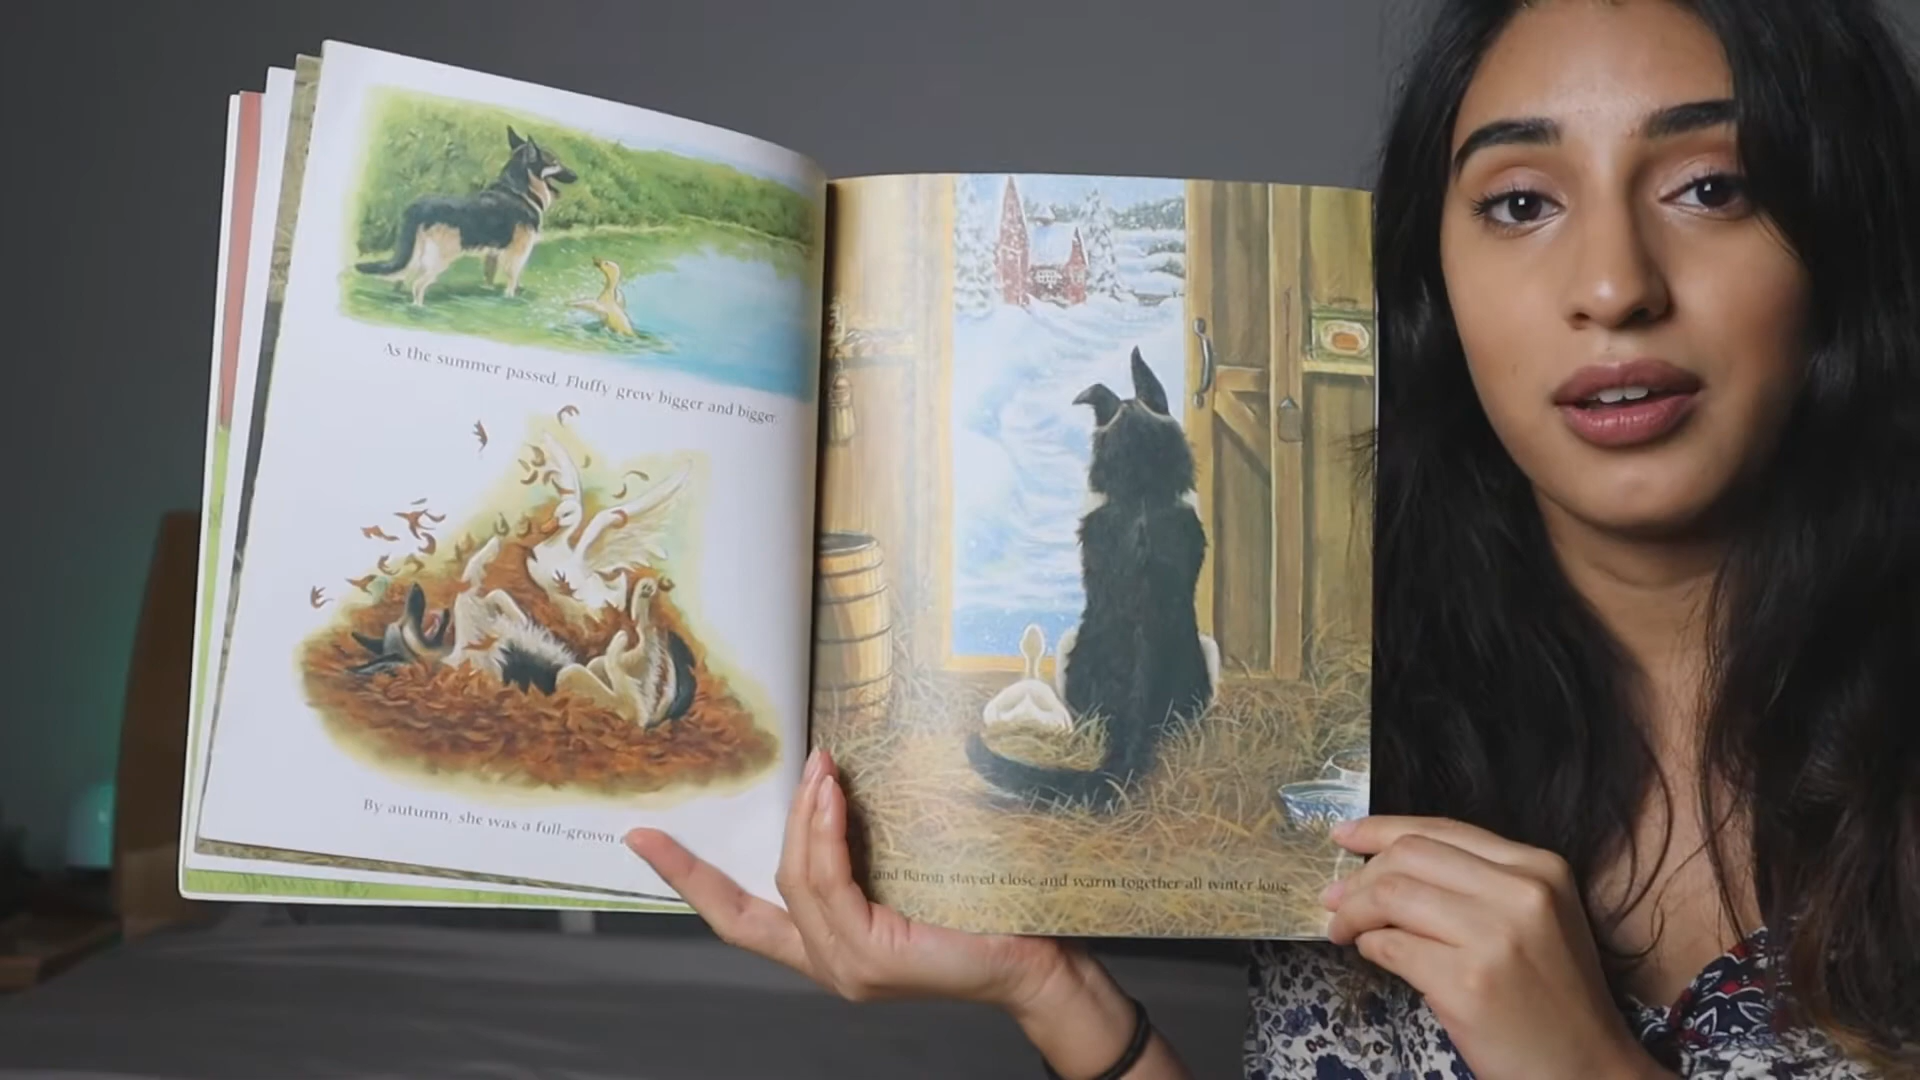 As the summer passed, Fluffy grew bigger and bigger.
By autumn, she was a full-grown
and Baron stayed close and warm together all winter long.